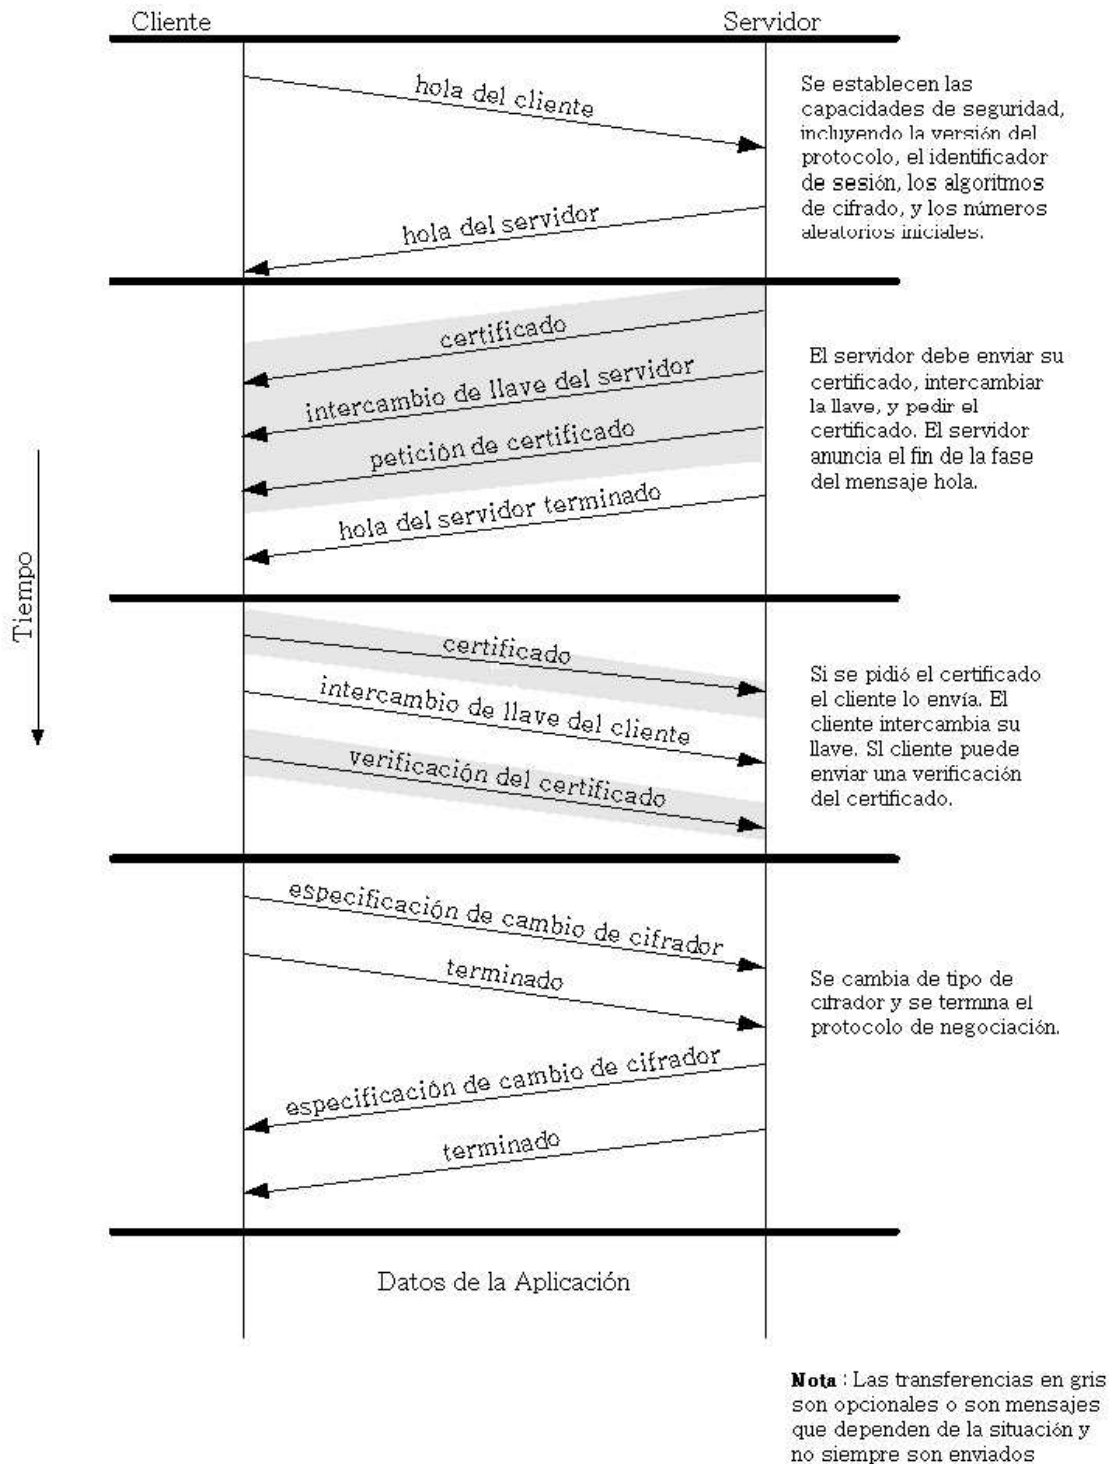 Cliente
Servidor
hola del cliente
Se establecen las
capacidades de seguridad,
incluyendo la versión del
protocolo, el identificador
de sesión, los algoritmos
de cifrado, y los números
aleatorios iniciales.
hola del servidor
certificado
intercambio de llave del servidor
petición de certificado
hola del servidor terminado
El servidor debe enviar su
certificado, intercambiar
la llave, y pedir el
certificado. El servidor
anuncia el fin de la fase
del mensaje hola.
Tiempo
certificado
intercambio de llave del cliente
verificación del certificado
Si se pidió el certificado
el cliente lo envía. El
cliente intercambia su
llave. Sl cliente puede
enviar una verificación
del certificado.
especificación de cambio de cifrador
terminado
especificación de cambio de cifrador
terminado
Se cambia de tipo de
cifrador y se termina el
protocolo de negociación.
Datos de la Aplicación
Nota : Las transferencias en gris
son opcionales o son mensajes
que dependen de la situación y
no siempre son enviados